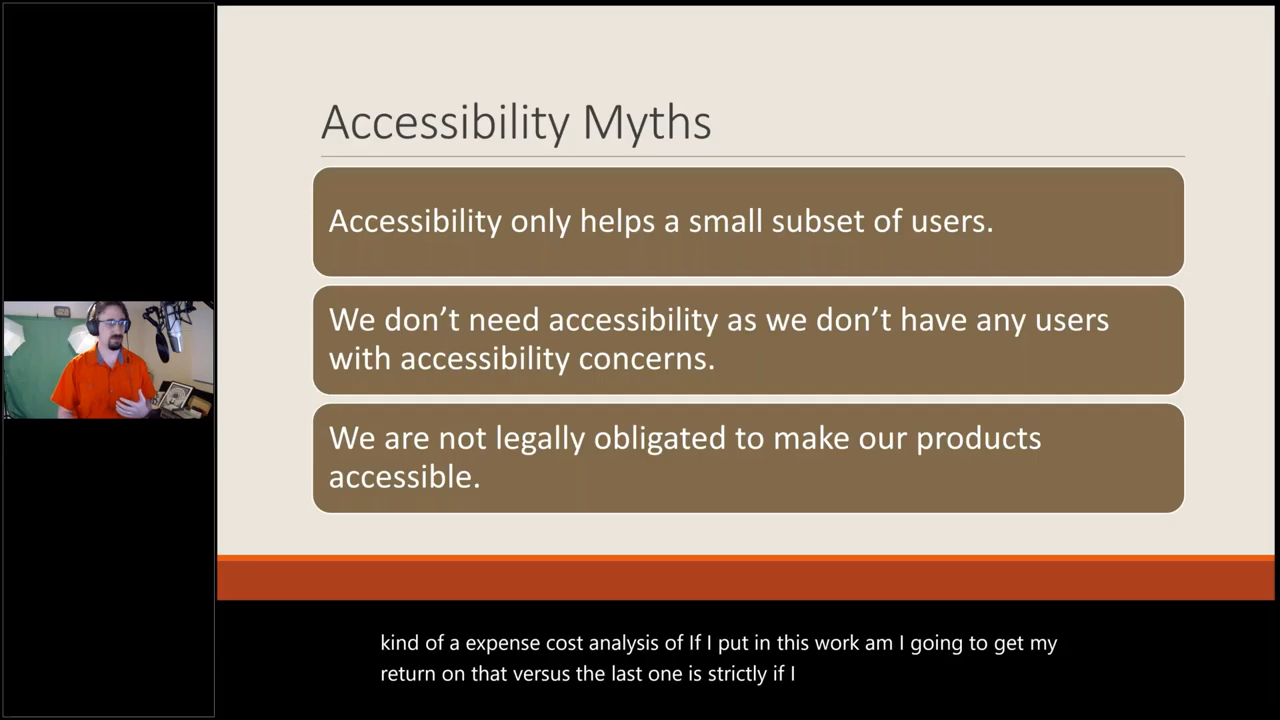 Accessibility Myths
Accessibility only helps a small subset of users.
We don’t need accessibility as we don’t have any users
with accessibility concerns.
We are not legally obligated to make our products
accessible.
kind of a expense cost analysis of If I put in this work am I going to get my
return on that versus the last one is strictly if I